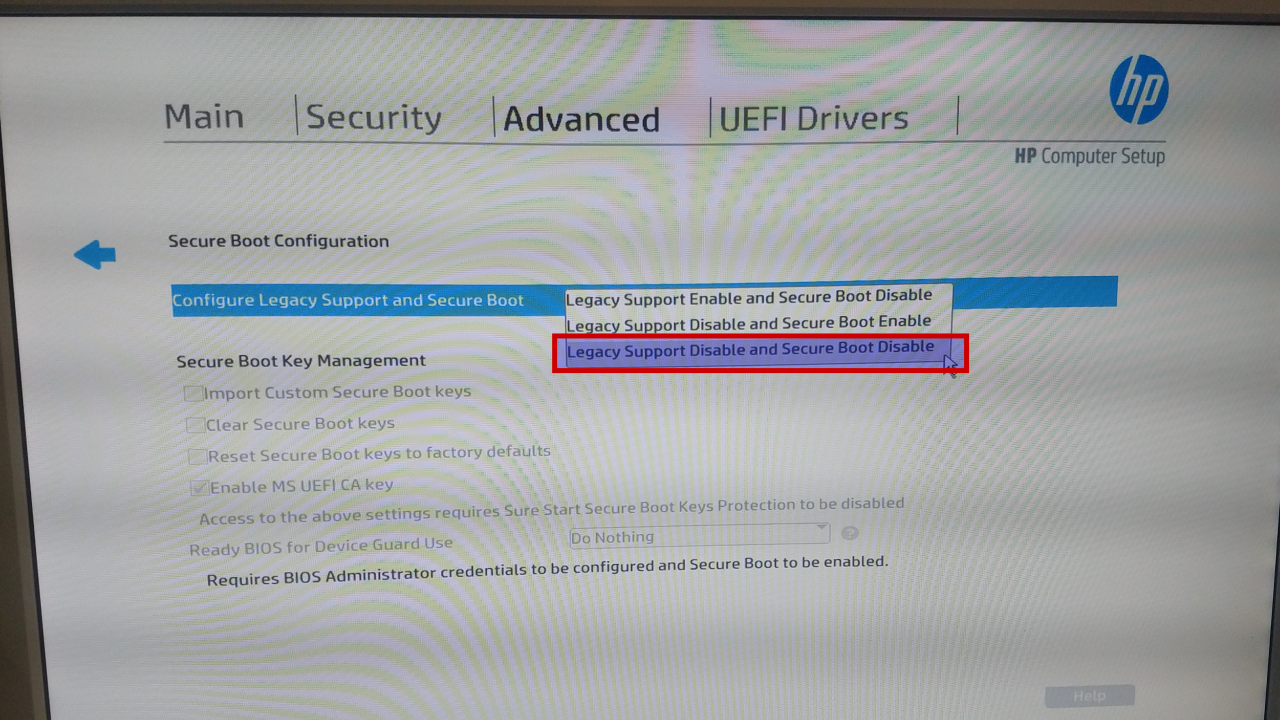 Main Security Advanced UEFI Drivers
hp
HP Computer Setup
Secure Boot Configuration
Configure Legacy Support and Secure Boot
Legacy Support Enable and Secure Boot Disable
Legacy Support Disable and Secure Boot Enable
Legacy Support Disable and Secure Boot Disable
Secure Boot Key Management
Import Custom Secure Boot keys
Clear Secure Boot keys
Reset Secure Boot keys to factory defaults
Enable MS UEFI CA key
Access to the above settings requires Sure Start Secure Boot Keys Protection to be disabled
Ready BIOS for Device Guard Use Do Nothing ?
Requires BIOS Administrator credentials to be configured and Secure Boot to be enabled.
Help